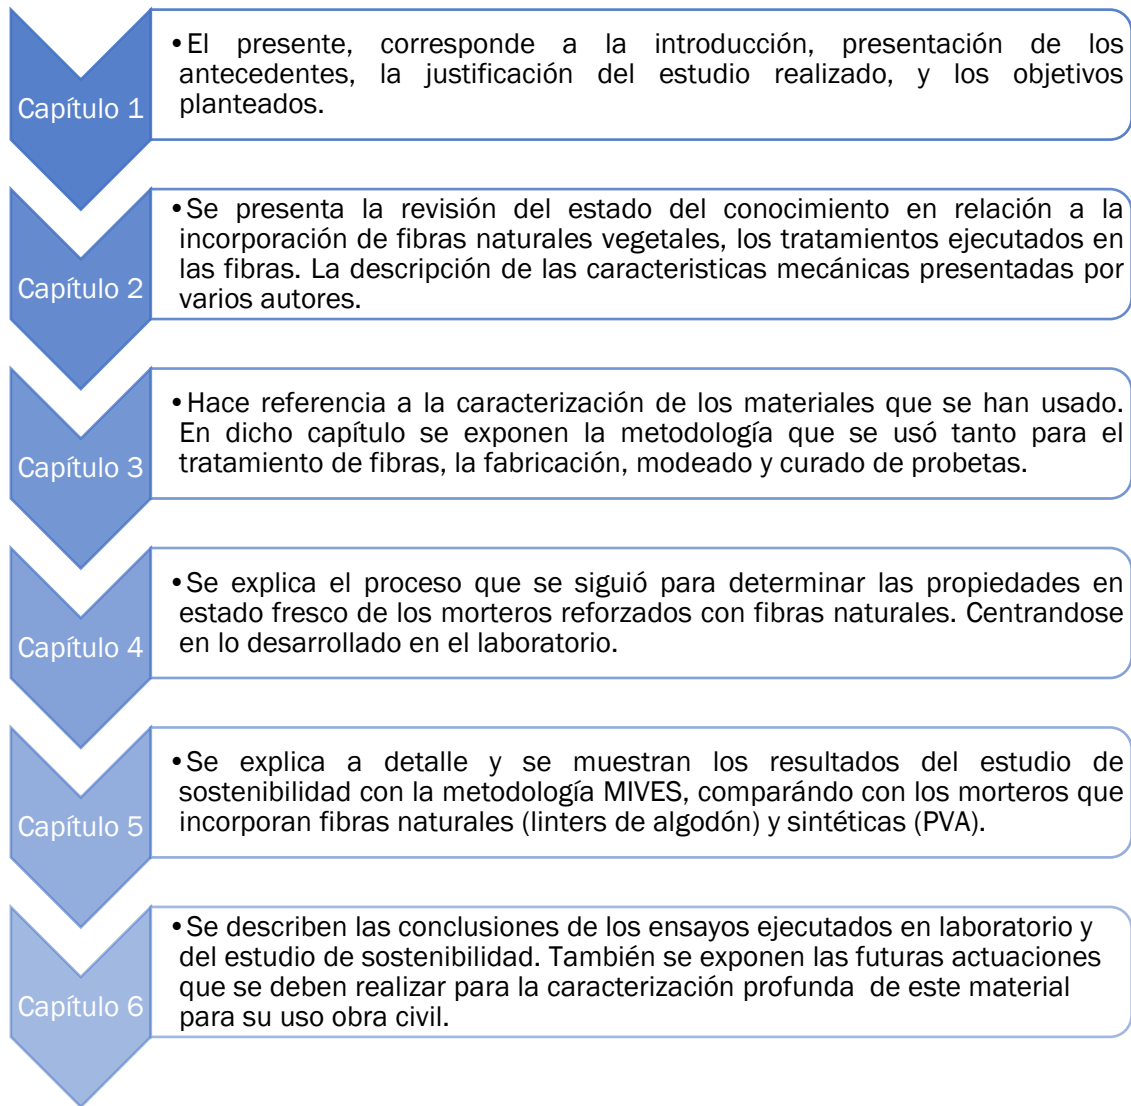 Capítulo 1
•El presente, corresponde a la introducción, presentación de los
antecedentes, la justificación del estudio realizado, y los objetivos
planteados.
Capítulo 2
•Se presenta la revisión del estado del conocimiento en relación a la
incorporación de fibras naturales vegetales, los tratamientos ejecutados en
las fibras. La descripción de las caracteristicas mecánicas presentadas por
varios autores.
Capítulo 3
•Hace referencia a la caracterización de los materiales que se han usado.
En dicho capítulo se exponen la metodología que se usó tanto para el
tratamiento de fibras, la fabricación, modeado y curado de probetas.
Capítulo 4
•Se explica el proceso que se siguió para determinar las propiedades en
estado fresco de los morteros reforzados con fibras naturales. Centrandose
en lo desarrollado en el laboratorio.
Capítulo 5
•Se explica a detalle y se muestran los resultados del estudio de
sostenibilidad con la metodología MIVES, comparándo con los morteros que
incorporan fibras naturales (linters de algodón) y sintéticas (PVA).
Capítulo 6
•Se describen las conclusiones de los ensayos ejecutados en laboratorio y
del estudio de sostenibilidad. También se exponen las futuras actuaciones
que se deben realizar para la caracterización profunda de este material
para su uso obra civil.